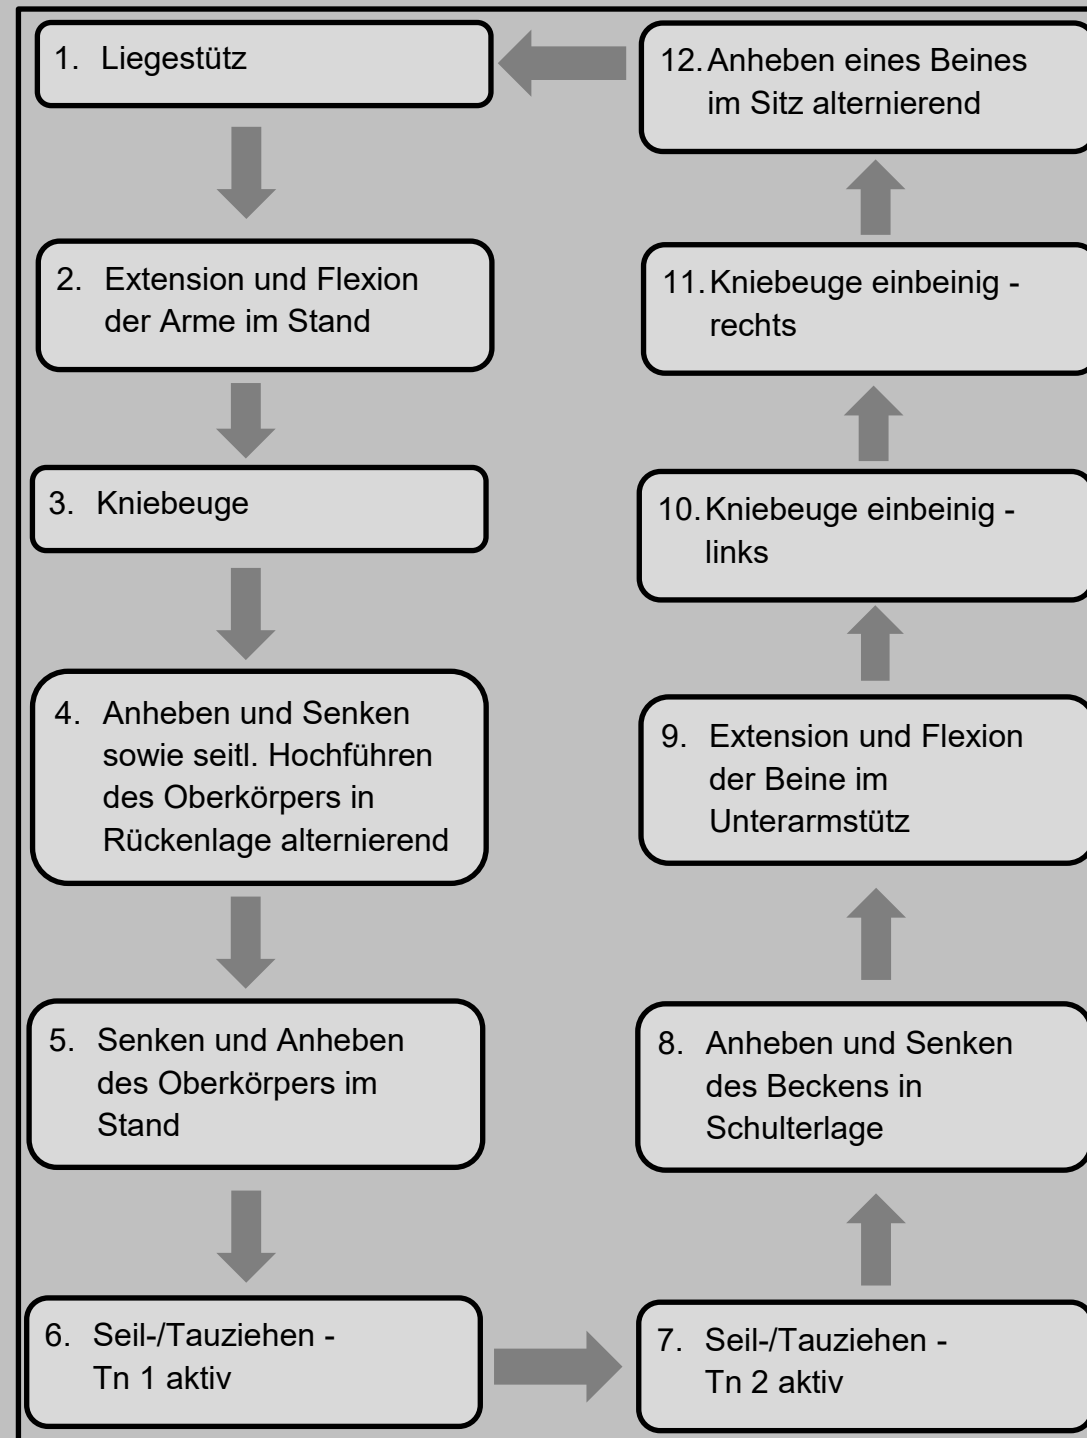 1. Liegestütz
2. Extension und Flexion
der Arme im Stand
3. Kniebeuge
4. Anheben und Senken
sowie seitl. Hochführen
des Oberkörpers in
Rückenlage alternierend
5. Senken und Anheben
des Oberkörpers im
Stand
6. Seil-/Tauziehen -
Tn 1 aktiv
7. Seil-/Tauziehen -
Tn 2 aktiv
8. Anheben und Senken
des Beckens in
Schulterlage
9. Extension und Flexion
der Beine im
Unterarmstütz
10. Kniebeuge einbeinig -
links
11. Kniebeuge einbeinig -
rechts
12. Anheben eines Beines
im Sitz alternierend